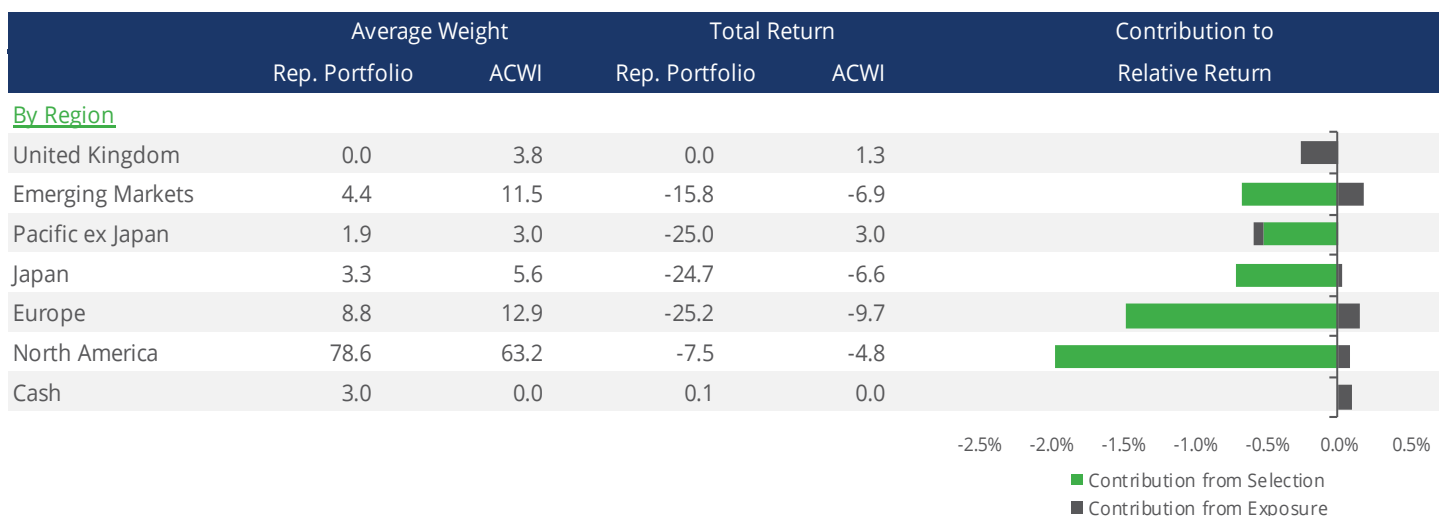 Average Weight Total Return Contribution to
Rep. Portfolio ACWI Rep. Portfolio ACWI Relative Return
By Region
United Kingdom 0.0 3.8 0.0 1.3
Emerging Markets 4.4 11.5 -15.8 -6.9
Pacific ex Japan 1.9 3.0 -25.0 3.0
Japan 3.3 5.6 -24.7 -6.6
Europe 8.8 12.9 -25.2 -9.7
North America 78.6 63.2 -7.5 -4.8
Cash 3.0 0.0 0.1 0.0
-2.5% -2.0% -1.5% -1.0% -0.5% 0.0% 0.5%
Contribution from Selection
Contribution from Exposure